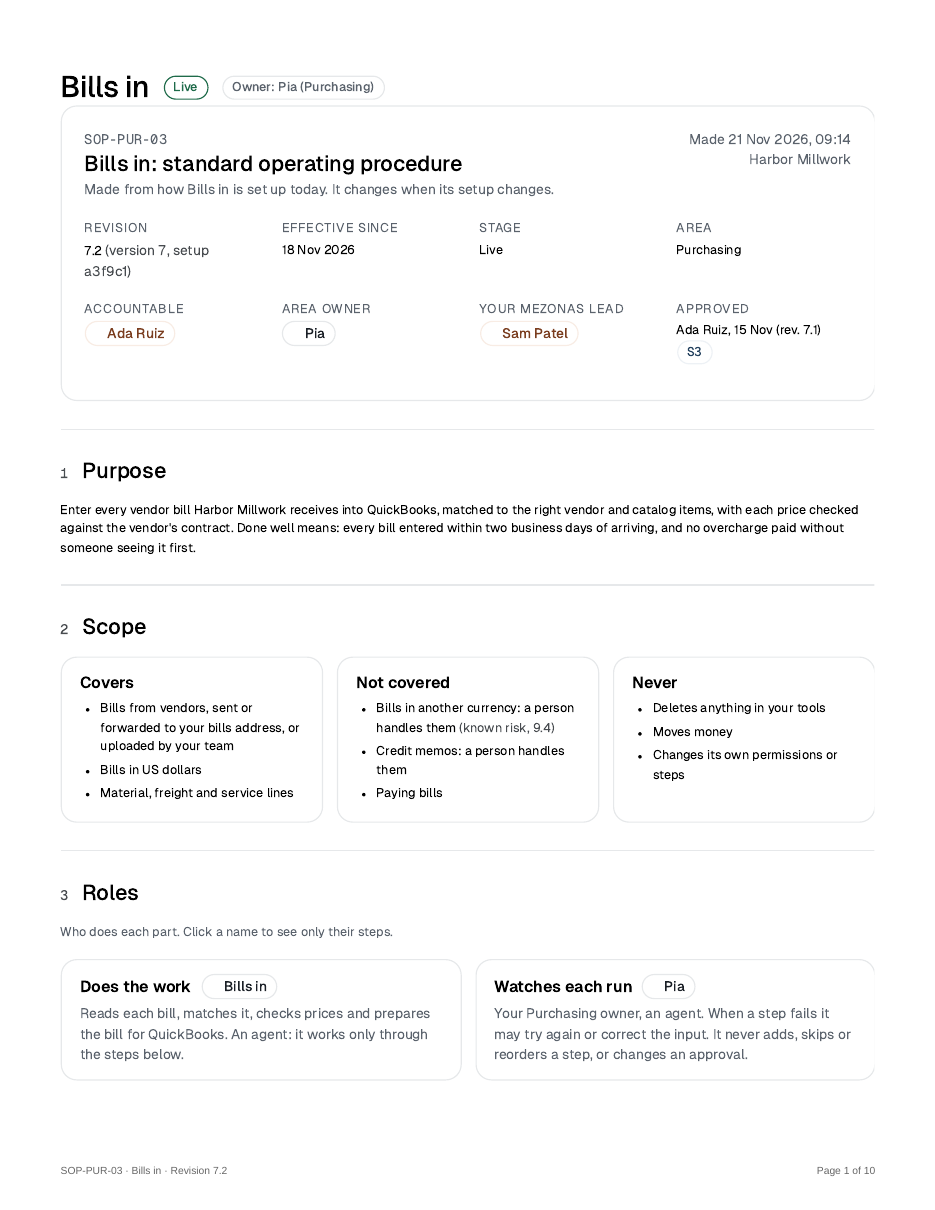 Bills in Live Owner: Pia (Purchasing)
SOP-PUR-03 Made 21 Nov 2026, 09:14
Bills in: standard operating procedure Harbor Millwork
Made from how Bills in is set up today. It changes when its setup changes.
REVISION EFFECTIVE SINCE STAGE AREA
7.2 (version 7, setup 18 Nov 2026 Live Purchasing
a3f9c1)
ACCOUNTABLE AREA OWNER YOUR MEZONAS LEAD APPROVED
Ada Ruiz Pia Sam Patel Ada Ruiz, 15 Nov (rev. 7.1)
S3
1 Purpose
Enter every vendor bill Harbor Millwork receives into QuickBooks, matched to the right vendor and catalog items, with each price checked
against the vendor's contract. Done well means: every bill entered within two business days of arriving, and no overcharge paid without
someone seeing it first.
2 Scope
Covers
• Bills from vendors, sent or
forwarded to your bills address, or
uploaded by your team
• Bills in US dollars
• Material, freight and service lines
Not covered
• Bills in another currency: a person
handles them (known risk, 9.4)
• Credit memos: a person handles
them
• Paying bills
Never
• Deletes anything in your tools
• Moves money
• Changes its own permissions or
steps
3 Roles
Who does each part. Click a name to see only their steps.
Does the work Bills in
Reads each bill, matches it, checks prices and prepares
the bill for QuickBooks. An agent: it works only through
the steps below.
Watches each run Pia
Your Purchasing owner, an agent. When a step fails it
may try again or correct the input. It never adds, skips or
reorders a step, or changes an approval.
SOP-PUR-03 · Bills in · Revision 7.2 Page 1 of 10